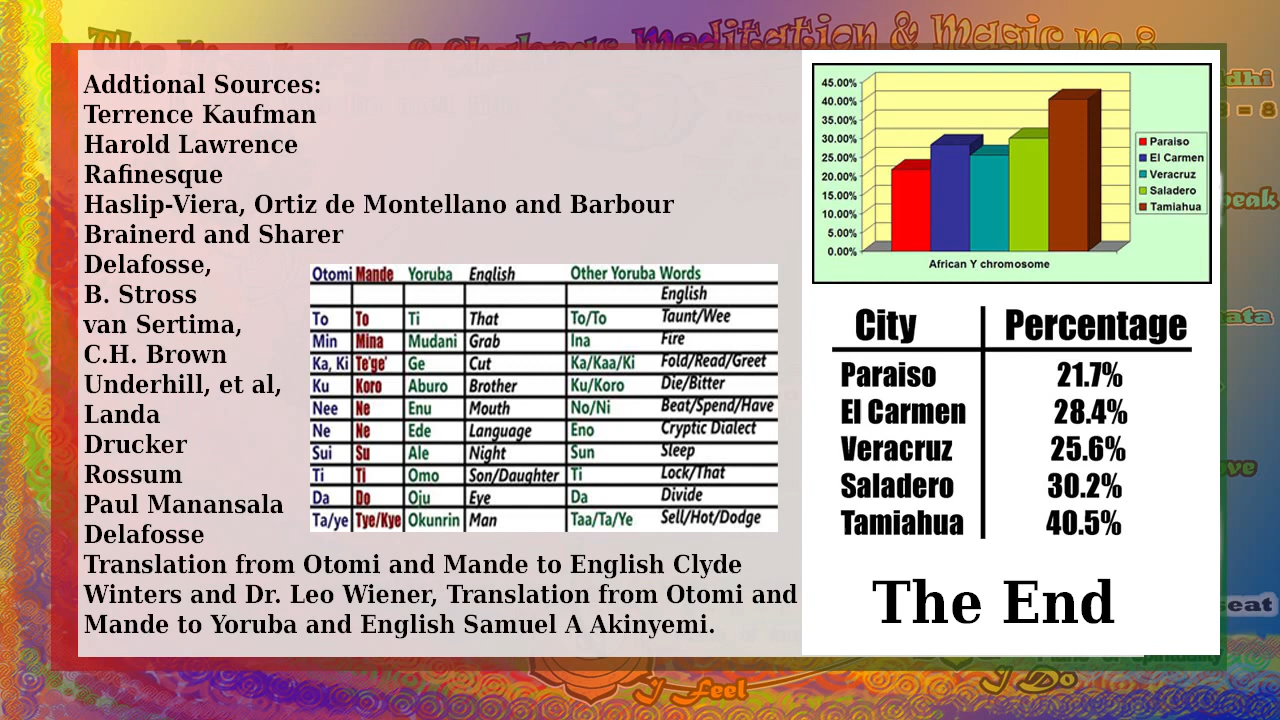 The M & Chakras Meditation & Magic no.8
Addtional Sources:
Terrence Kaufman
Harold Lawrence
Rafinesque
Haslip-Viera, Ortiz de Montellano and Barbour
Brainerd and Sharer
Delafosse,
B. Stross
van Sertima,
C.H. Brown
Underhill, et al,
Landa
Drucker
Rossum
Paul Manansala
Delafosse
Translation from Otomi and Mande to English Clyde
Winters and Dr. Leo Wiener, Translation from Otomi and
Mande to Yoruba and English Samuel A Akinyemi.
Otomi Mande Yoruba English Other Yoruba Words
English
To To Ti That To/To Taunt/Wee
Min Mina Mudani Grab Ina Fire
Ka, Ki Te'ge' Ge Cut Ka/Kaa/Ki Fold/Read/Greet
Ku Koro Aburo Brother Ku/Koro Die/Bitter
Nee Ne Enu Mouth No/Ni Beat/Spend/Have
Ne Ne Ede Language Eno Cryptic Dialect
Sui Su Ale Night Sun Sleep
Ti Ti Omo Son/Daughter Ti Lock/That
Da Do Oju Eye Da Divide
Ta/ye Tye/Kye Okunrin Man Taa/Ta/Ye Sell/Hot/Dodge
45.00%
40.00%
35.00%
30.00%
25.00%
20.00%
15.00%
10.00%
5.00%
0.00%
African Y chromosome
Paraiso
El Carmen
Veracruz
Saladero
Tamiahua
City Percentage
Paraiso 21.7%
El Carmen 28.4%
Veracruz 25.6%
Saladero 30.2%
Tamiahua 40.5%
The End
= 8
seat
I feel
I Do